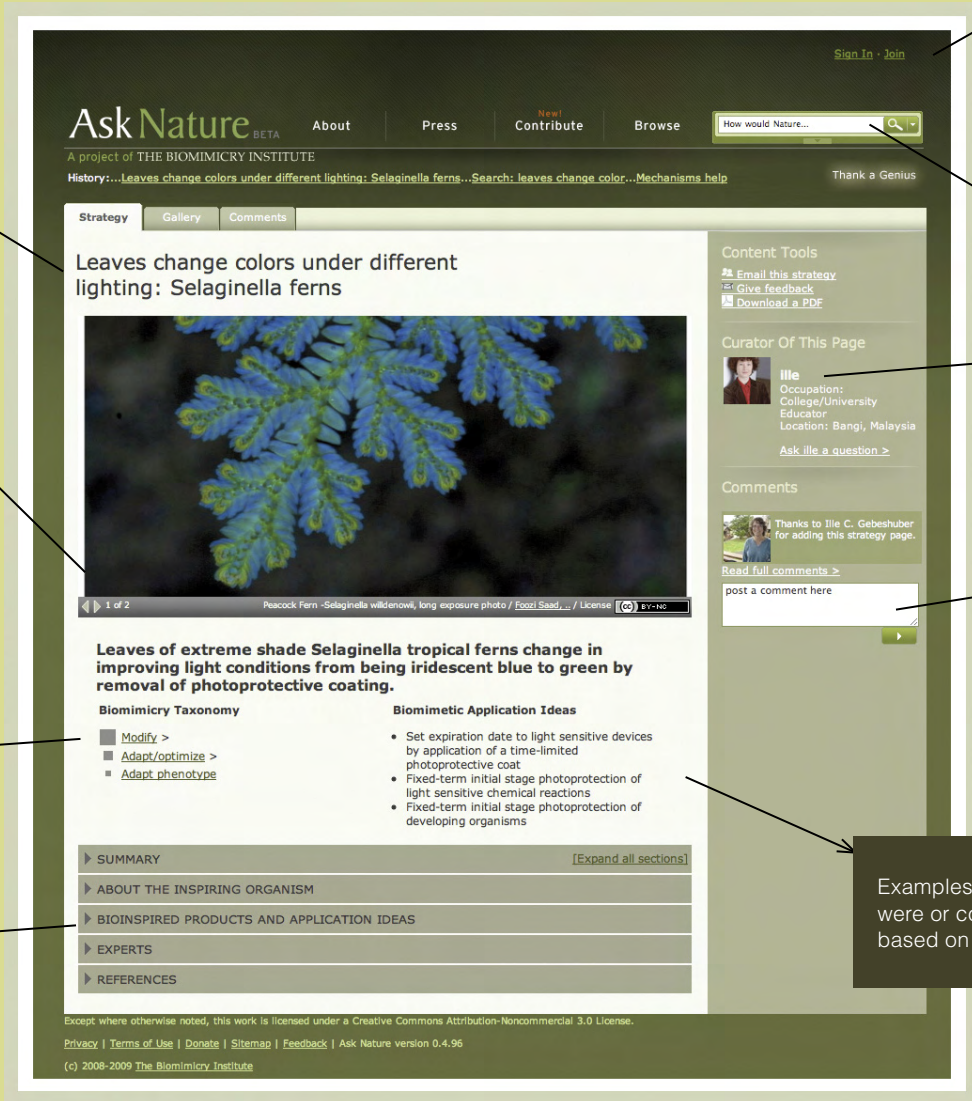 Sign In · Join
Ask Nature BETA
About
Press
New!
Contribute
Browse
How would Nature...
A project of THE BIOMIMICRY INSTITUTE
History:...Leaves change colors under different lighting: Selaginella ferns...Search: leaves change color...Mechanisms help
Thank a Genius
Strategy
Gallery
Comments
Leaves change colors under different
lighting: Selaginella ferns
1 of 2
Peacock Fern -Selaginella willdenowii, long exposure photo / Foozi Saad, .. / License
(cc) BY-NC
Leaves of extreme shade Selaginella tropical ferns change in
improving light conditions from being iridescent blue to green by
removal of photoprotective coating.
Biomimicry Taxonomy
Modify >
Adapt/optimize >
Adapt phenotype
Biomimetic Application Ideas
• Set expiration date to light sensitive devices
by application of a time-limited
photoprotective coat
• Fixed-term initial stage photoprotection of
light sensitive chemical reactions
• Fixed-term initial stage photoprotection of
developing organisms
SUMMARY
[Expand all sections]
ABOUT THE INSPIRING ORGANISM
BIOINSPIRED PRODUCTS AND APPLICATION IDEAS
EXPERTS
REFERENCES
Content Tools
Email this strategy
Give feedback
Download a PDF
Curator Of This Page
ille
Occupation:
College/University
Educator
Location: Bangi, Malaysia
Ask ille a question >
Comments
Thanks to Ille C. Gebeshuber
for adding this strategy page.
Read full comments >
post a comment here
Examples
were or co
based on
Except where otherwise noted, this work is licensed under a Creative Commons Attribution-Noncommercial 3.0 License.
Privacy | Terms of Use | Donate | Sitemap | Feedback | Ask Nature version 0.4.96
(c) 2008-2009 The Biomimicry Institute